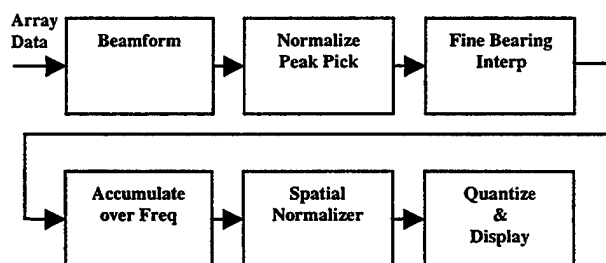 Array
Data
Beamform
Normalize
Peak Pick
Fine Bearing
Interp
Accumulate
over Freq
Spatial
Normalizer
Quantize
&
Display